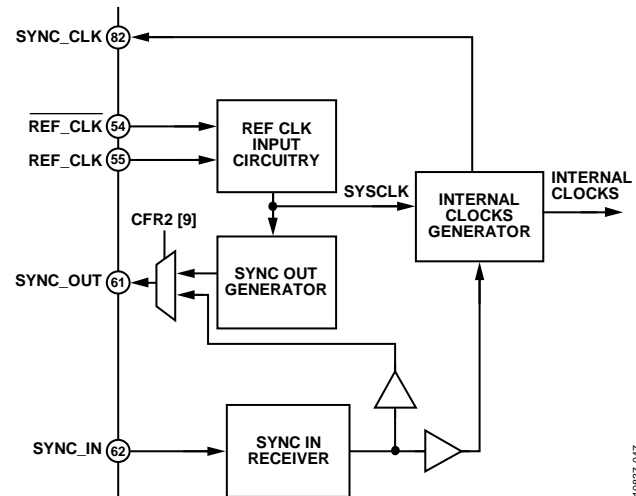 SYNC_CLK 82
REF_CLK 54
REF_CLK 55
REF CLK
INPUT
CIRCUITRY
SYSCLK
INTERNAL
CLOCKS
GENERATOR
INTERNAL
CLOCKS
CFR2 [9]
SYNC_OUT 61
SYNC OUT
GENERATOR
SYNC_IN 62
SYNC IN
RECEIVER